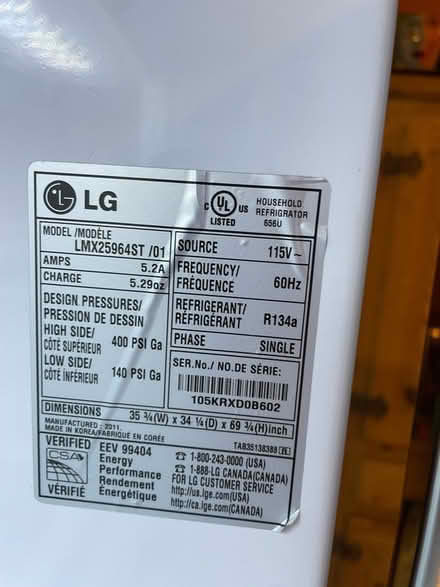 LG
C UL US
LISTED
HOUSEHOLD
REFRIGRATOR
656U
MODEL /MODÈLE
LMX25964ST /01
AMPS 5.2A
CHARGE 5.29oz
DESIGN PRESSURES/
PRESSION DE DESSIN
HIGH SIDE/
CÔTÉ SUPÉRIEUR 400 PSI Ga
LOW SIDE/
CÔTÉ INFÉRIEUR 140 PSI Ga
SOURCE 115V~
FREQUENCY/
FRÉQUENCE 60Hz
REFRIGERANT/
RÉFRIGÉRANT R134a
PHASE SINGLE
SER.No./ NO.DE SÉRIE:
105KRXD0B602
DIMENSIONS 35 3/4(W) x 34 1/4(D) x 69 3/4(H)inch
MANUFACTURED : 2011.
MADE IN KOREA/FABRIQUÉ EN CORÉE
TAB35138388
VERIFIED
CSA
VÉRIFIÉ
EEV 99404
Energy
Performance
Rendement
Énergétique
1-800-243-0000 (USA)
1-888-LG CANADA(CANADA)
FOR LG CUSTOMER SERVICE
http://us.lge.com(USA)
http://ca.lge.com(CANADA)